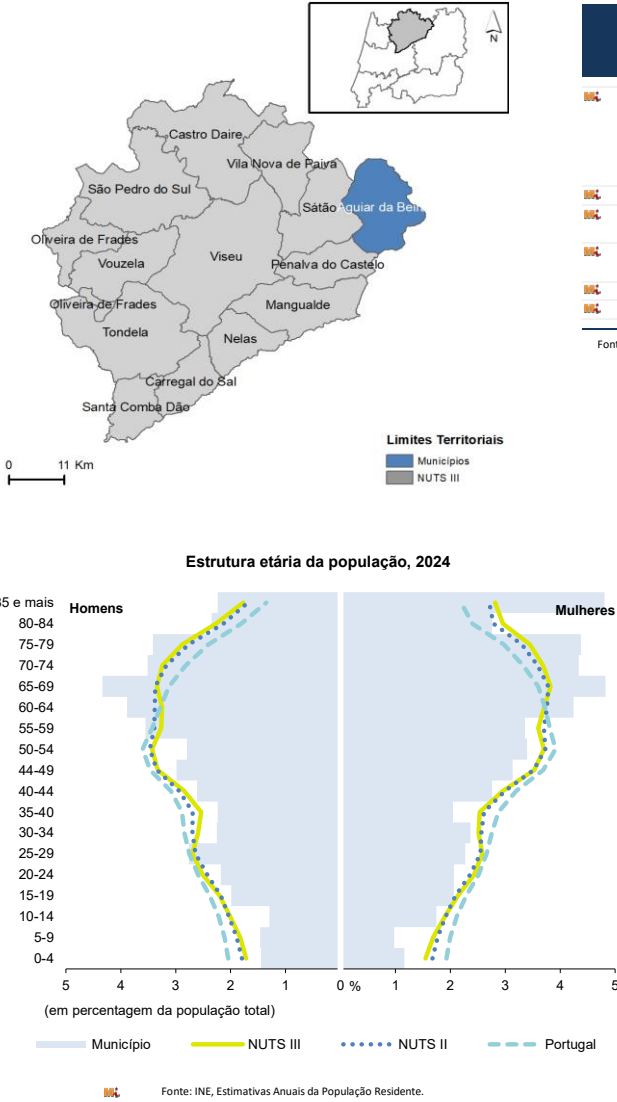 N
Castro Daire
Vila Nova de Paiva
São Pedro do Sul
Sátão
Aguiar da Bei
Oliveira de Frades
Viseu
Vouzela
Penalva do Castelo
Oliveira de Frades
Mangualde
Tondela
Nelas
Carregal do Sal
Santa Comba Dão
Limites Territoriais
0 11 Km
Municípios
NUTS III
Font
Estrutura etária da população, 2024
85 e mais
Homens
Mulheres
80-84
75-79
70-74
65-69
60-64
55-59
50-54
44-49
40-44
35-40
30-34
25-29
20-24
15-19
10-14
5-9
0-4
5 4 3 2 1 0 % 1 2 3 4 5
(em percentagem da população total)
Município NUTS III NUTS II Portugal
Fonte: INE, Estimativas Anuais da População Residente.